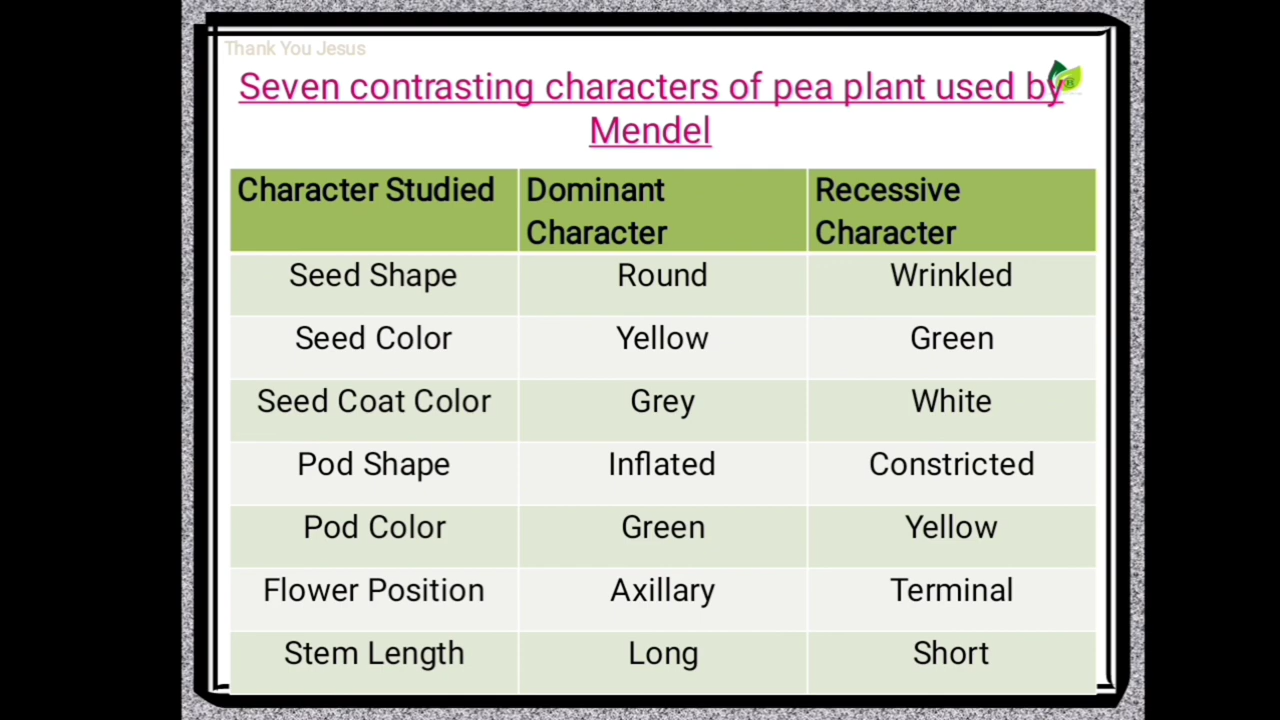 Thank You Jesus
Seven contrasting characters of pea plant used by
Mendel
Character Studied Dominant Character Recessive Character
Seed Shape Round Wrinkled
Seed Color Yellow Green
Seed Coat Color Grey White
Pod Shape Inflated Constricted
Pod Color Green Yellow
Flower Position Axillary Terminal
Stem Length Long Short